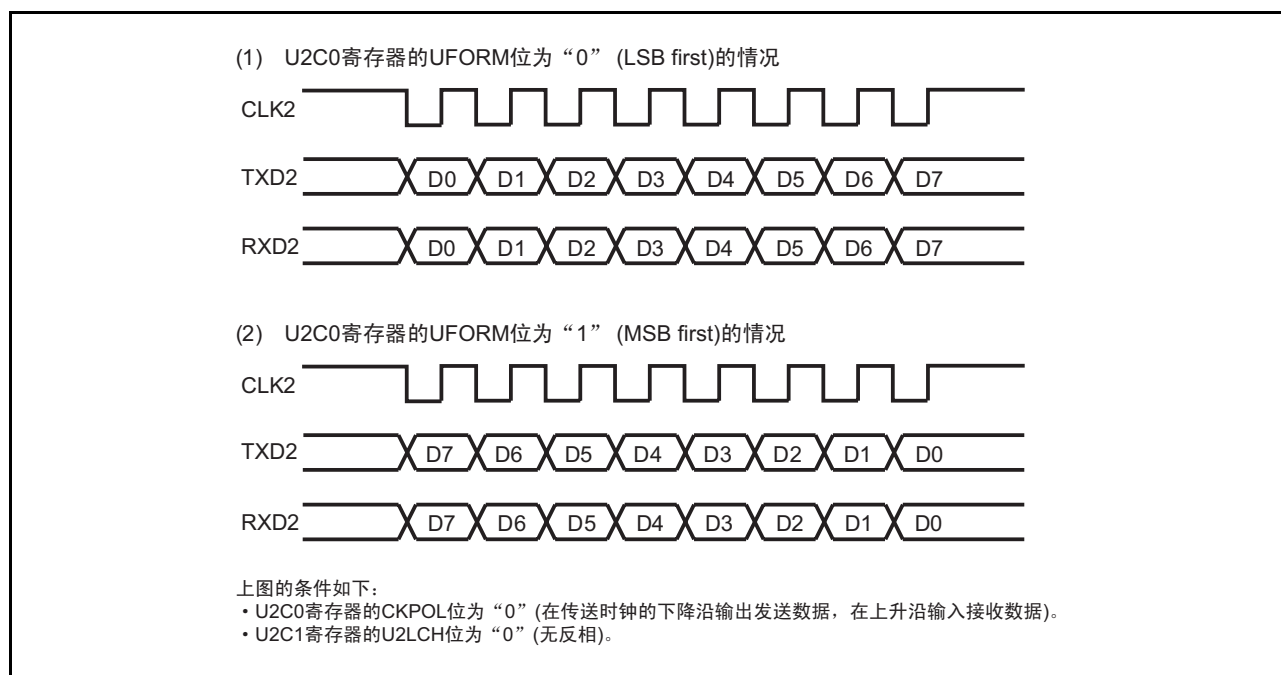 (1) U2C0寄存器的UFORM位为“0” (LSB first)的情况
CLK2
TXD2 D0 D1 D2 D3 D4 D5 D6 D7
RXD2 D0 D1 D2 D3 D4 D5 D6 D7
(2) U2C0寄存器的UFORM位为“1” (MSB first)的情况
CLK2
TXD2 D7 D6 D5 D4 D3 D2 D1 D0
RXD2 D7 D6 D5 D4 D3 D2 D1 D0
上图的条件如下：
・U2C0寄存器的CKPOL位为“0” (在传送时钟的下降沿输出发送数据，在上升沿输入接收数据)。
・U2C1寄存器的U2LCH位为“0” (无反相)。